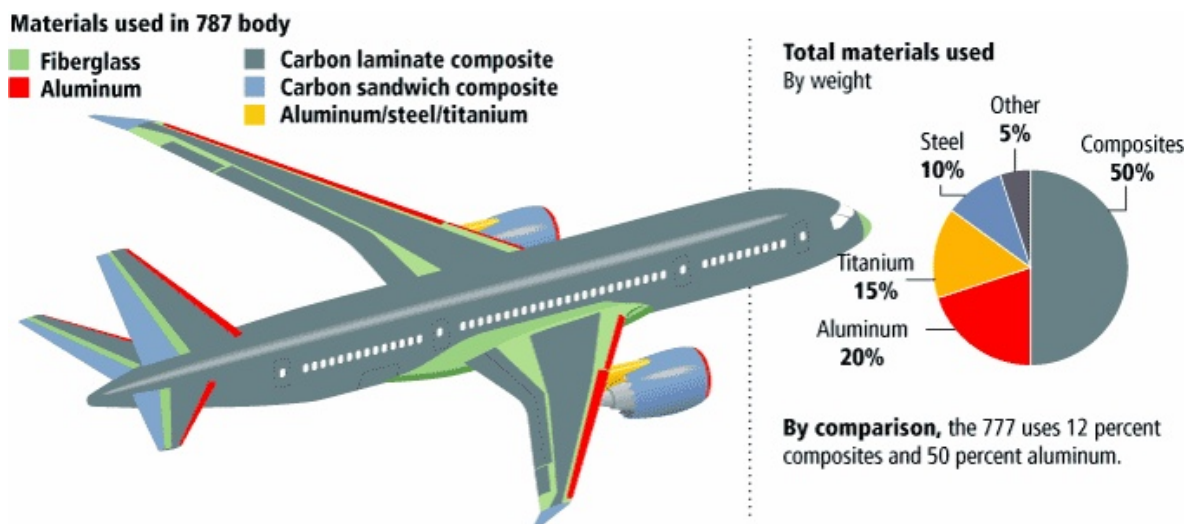 Materials used in 787 body
Fiberglass
Aluminum
Carbon laminate composite
Carbon sandwich composite
Aluminum/steel/titanium
Total materials used
By weight
Other
5%
Steel
10%
Composites
50%
Titanium
15%
Aluminum
20%
By comparison, the 777 uses 12 percent
composites and 50 percent aluminum.